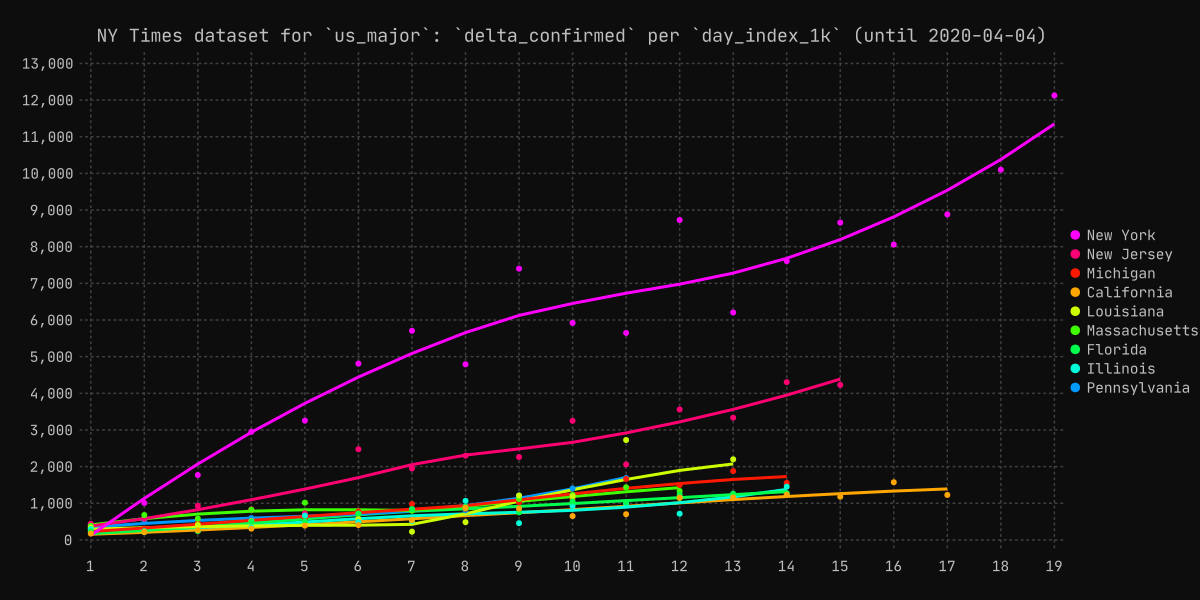 NY Times dataset for `us_major`: `delta_confirmed` per `day_index_1k` (until 2020-04-04)
13,000
12,000
11,000
10,000
9,000
8,000
7,000
6,000
5,000
4,000
3,000
2,000
1,000
0
1 2 3 4 5 6 7 8 9 10 11 12 13 14 15 16 17 18 19
New York
New Jersey
Michigan
California
Louisiana
Massachusetts
Florida
Illinois
Pennsylvania